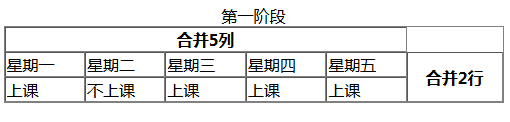 第一阶段
合并5列
星期一 星期二 星期三 星期四 星期五 合并2行
上课 不上课 上课 上课 上课